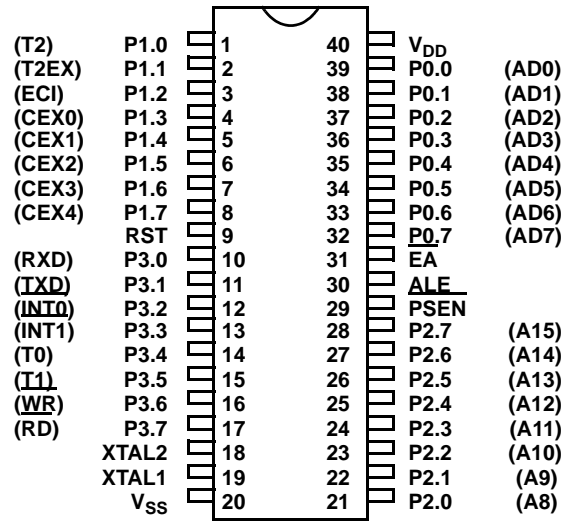 (T2) P1.0 1 40 VDD
(T2EX) P1.1 2 39 P0.0 (AD0)
(ECI) P1.2 3 38 P0.1 (AD1)
(CEX0) P1.3 4 37 P0.2 (AD2)
(CEX1) P1.4 5 36 P0.3 (AD3)
(CEX2) P1.5 6 35 P0.4 (AD4)
(CEX3) P1.6 7 34 P0.5 (AD5)
(CEX4) P1.7 8 33 P0.6 (AD6)
RST 9 32 P0.7 (AD7)
(RXD) P3.0 10 31 EA
(TXD) P3.1 11 30 ALE
(INT0) P3.2 12 29 PSEN
(INT1) P3.3 13 28 P2.7 (A15)
(T0) P3.4 14 27 P2.6 (A14)
(T1) P3.5 15 26 P2.5 (A13)
(WR) P3.6 16 25 P2.4 (A12)
(RD) P3.7 17 24 P2.3 (A11)
XTAL2 18 23 P2.2 (A10)
XTAL1 19 22 P2.1 (A9)
VSS 20 21 P2.0 (A8)